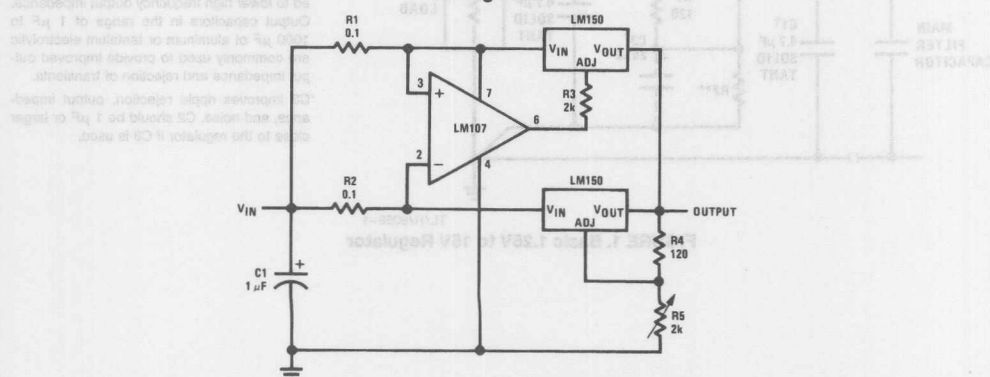 R1
0.1
LM150
VIN
VOUT
ADJ
3
+
7
R3
2k
LM107
6
2
−
4
R2
0.1
LM150
VIN
VIN
VOUT
ADJ
OUTPUT
R4
120
C1
1 μF
+
R5
2k